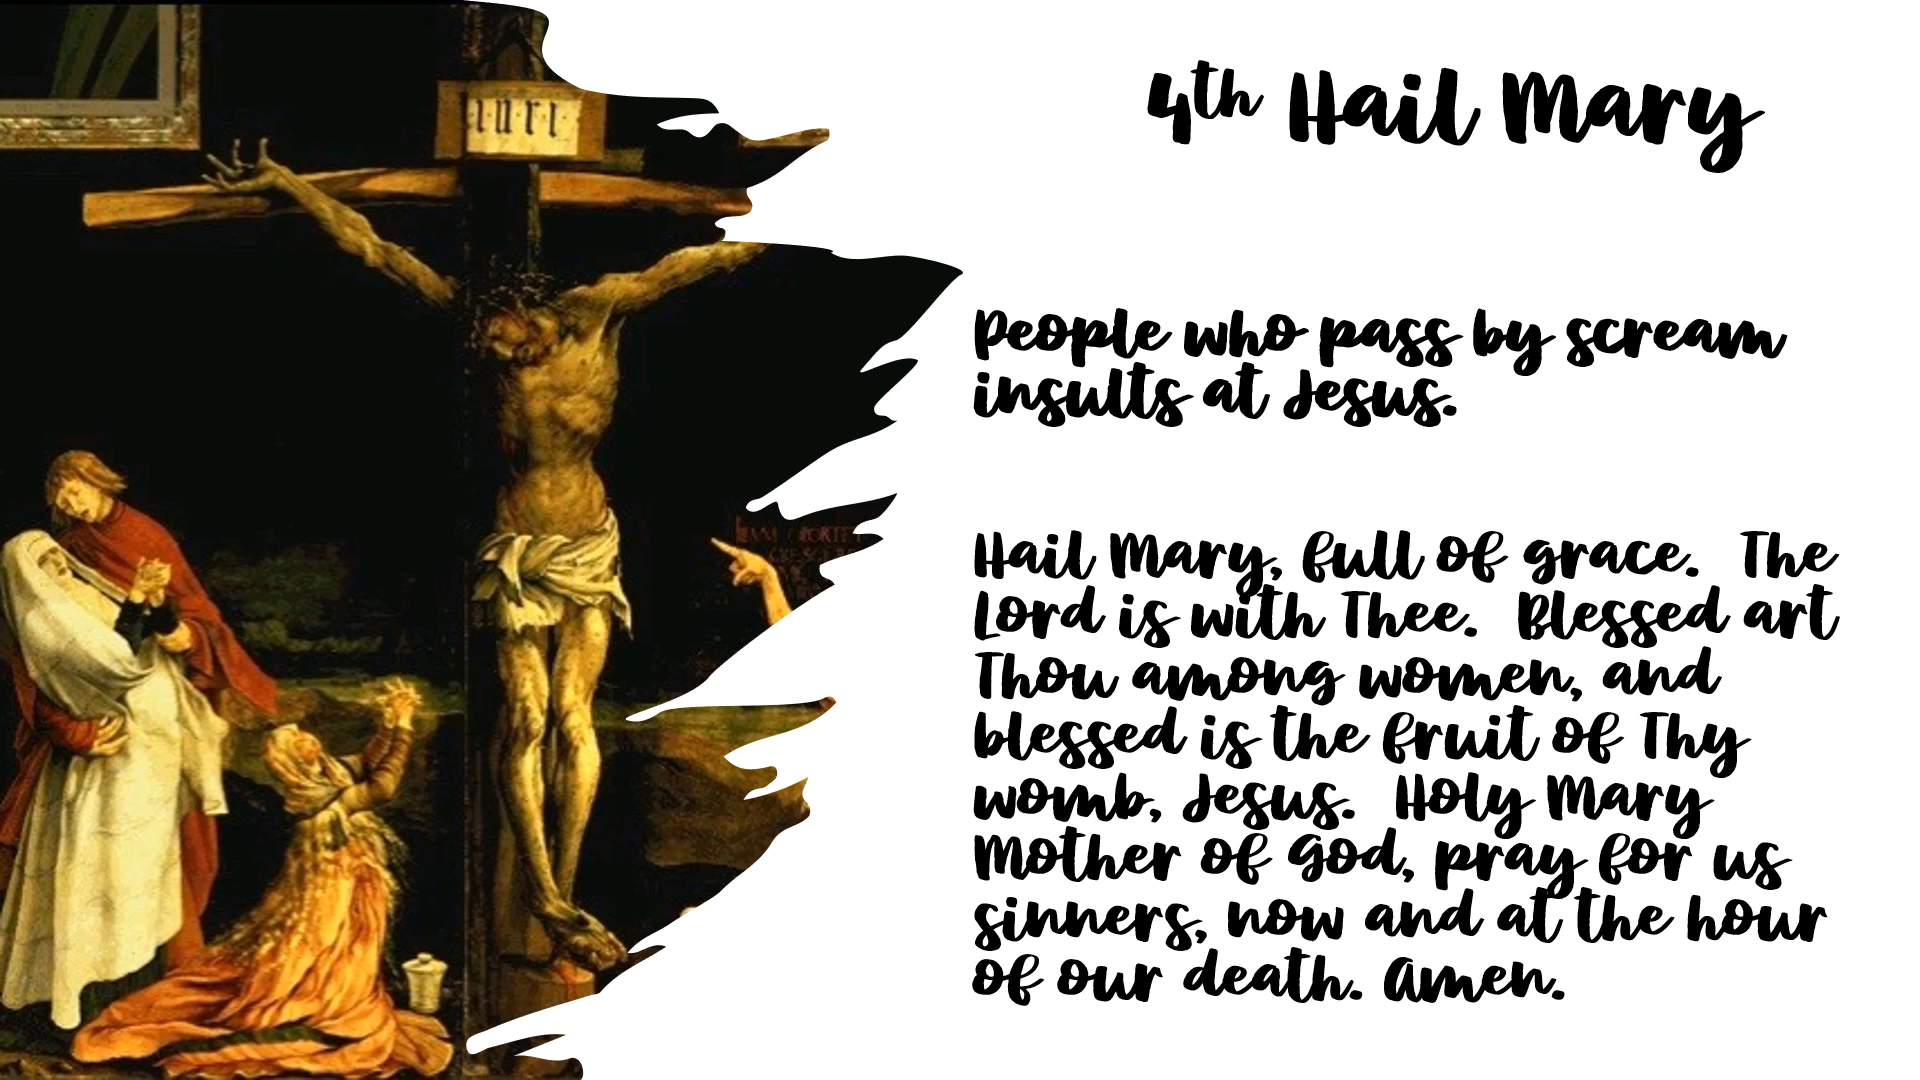 4th Hail Mary
People who pass by scream
insults at Jesus.
Hail Mary, full of grace.  The
Lord is with Thee.  Blessed art
Thou among women, and
blessed is the fruit of Thy
womb, Jesus.  Holy Mary
Mother of God, pray for us
sinners, now and at the hour
of our death. Amen.
INRI